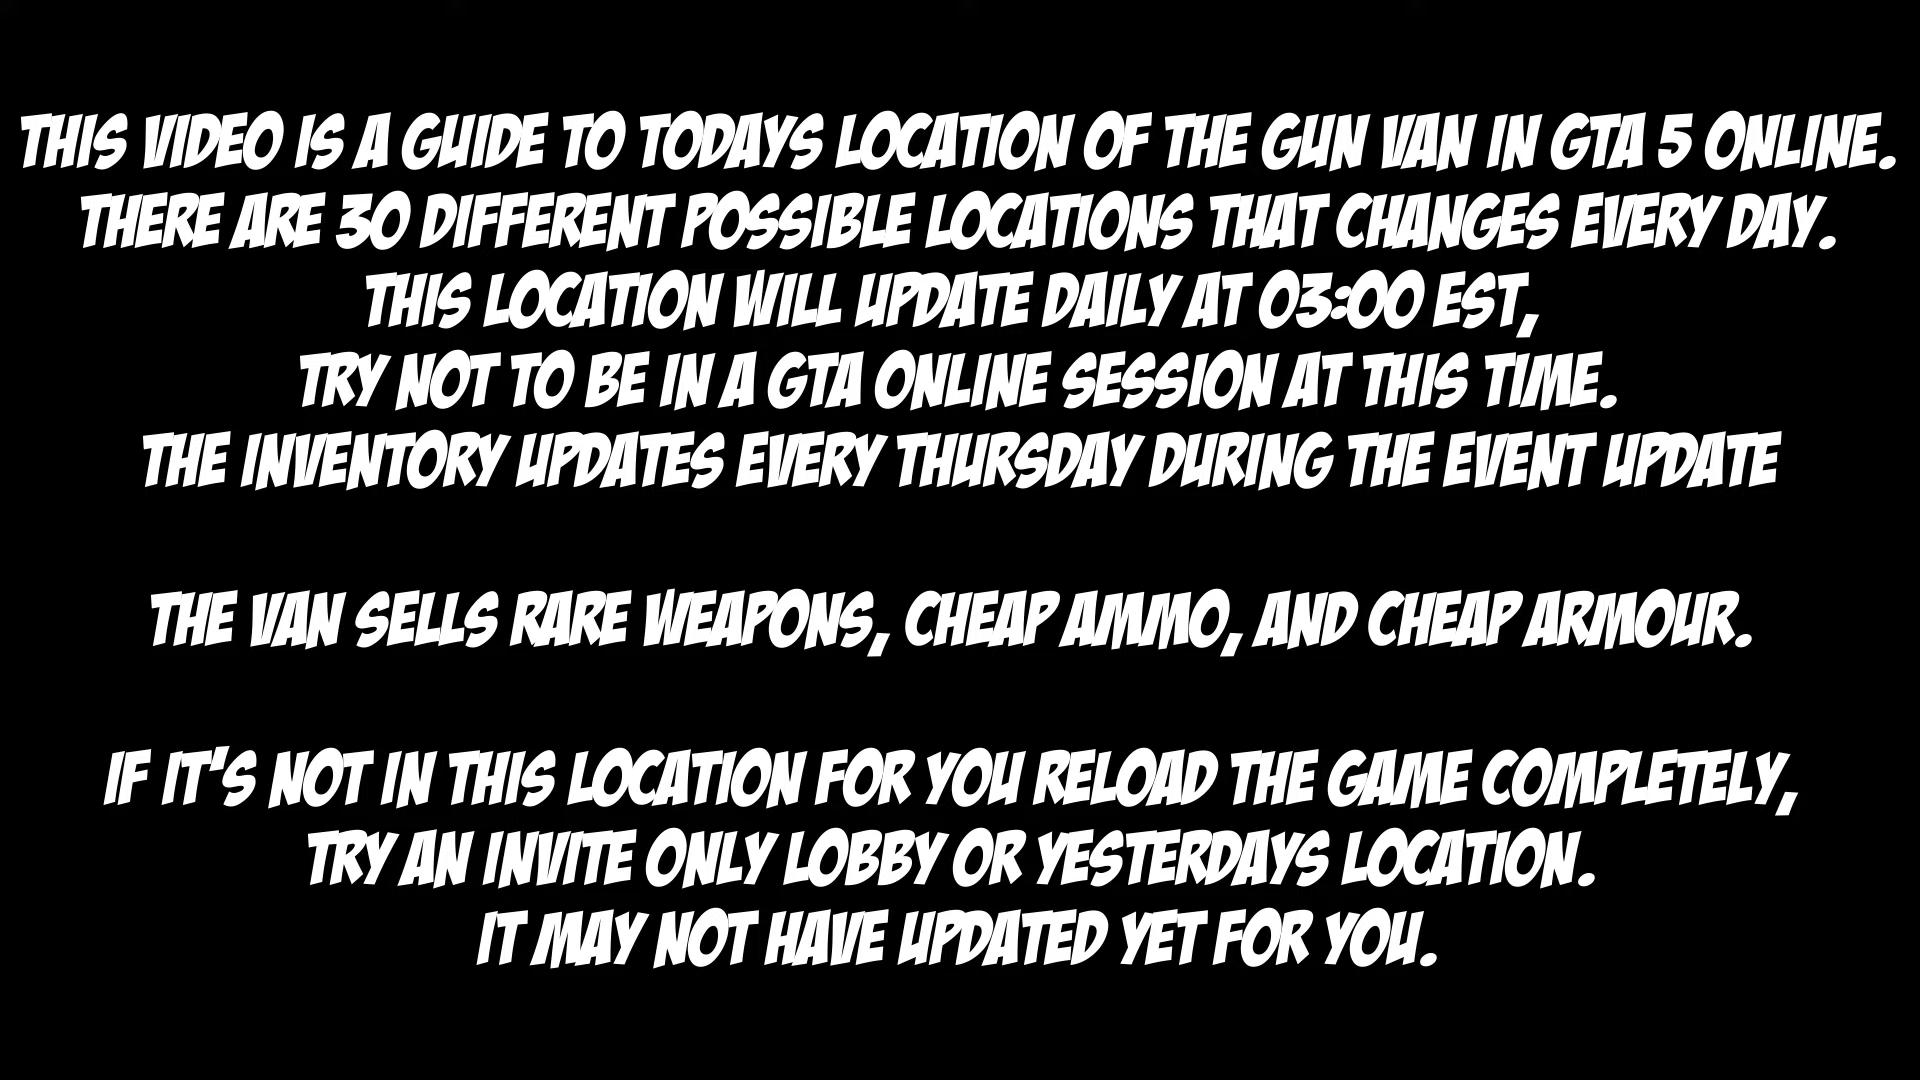 THIS VIDEO IS A GUIDE TO TODAYS LOCATION OF THE GUN VAN IN GTA 5 ONLINE.
THERE ARE 30 DIFFERENT POSSIBLE LOCATIONS THAT CHANGES EVERY DAY.
THIS LOCATION WILL UPDATE DAILY AT 03:00 EST,
TRY NOT TO BE IN A GTA ONLINE SESSION AT THIS TIME.
THE INVENTORY UPDATES EVERY THURSDAY DURING THE EVENT UPDATE
THE VAN SELLS RARE WEAPONS, CHEAP AMMO, AND CHEAP ARMOUR.
IF IT'S NOT IN THIS LOCATION FOR YOU RELOAD THE GAME COMPLETELY,
TRY AN INVITE ONLY LOBBY OR YESTERDAYS LOCATION.
IT MAY NOT HAVE UPDATED YET FOR YOU.